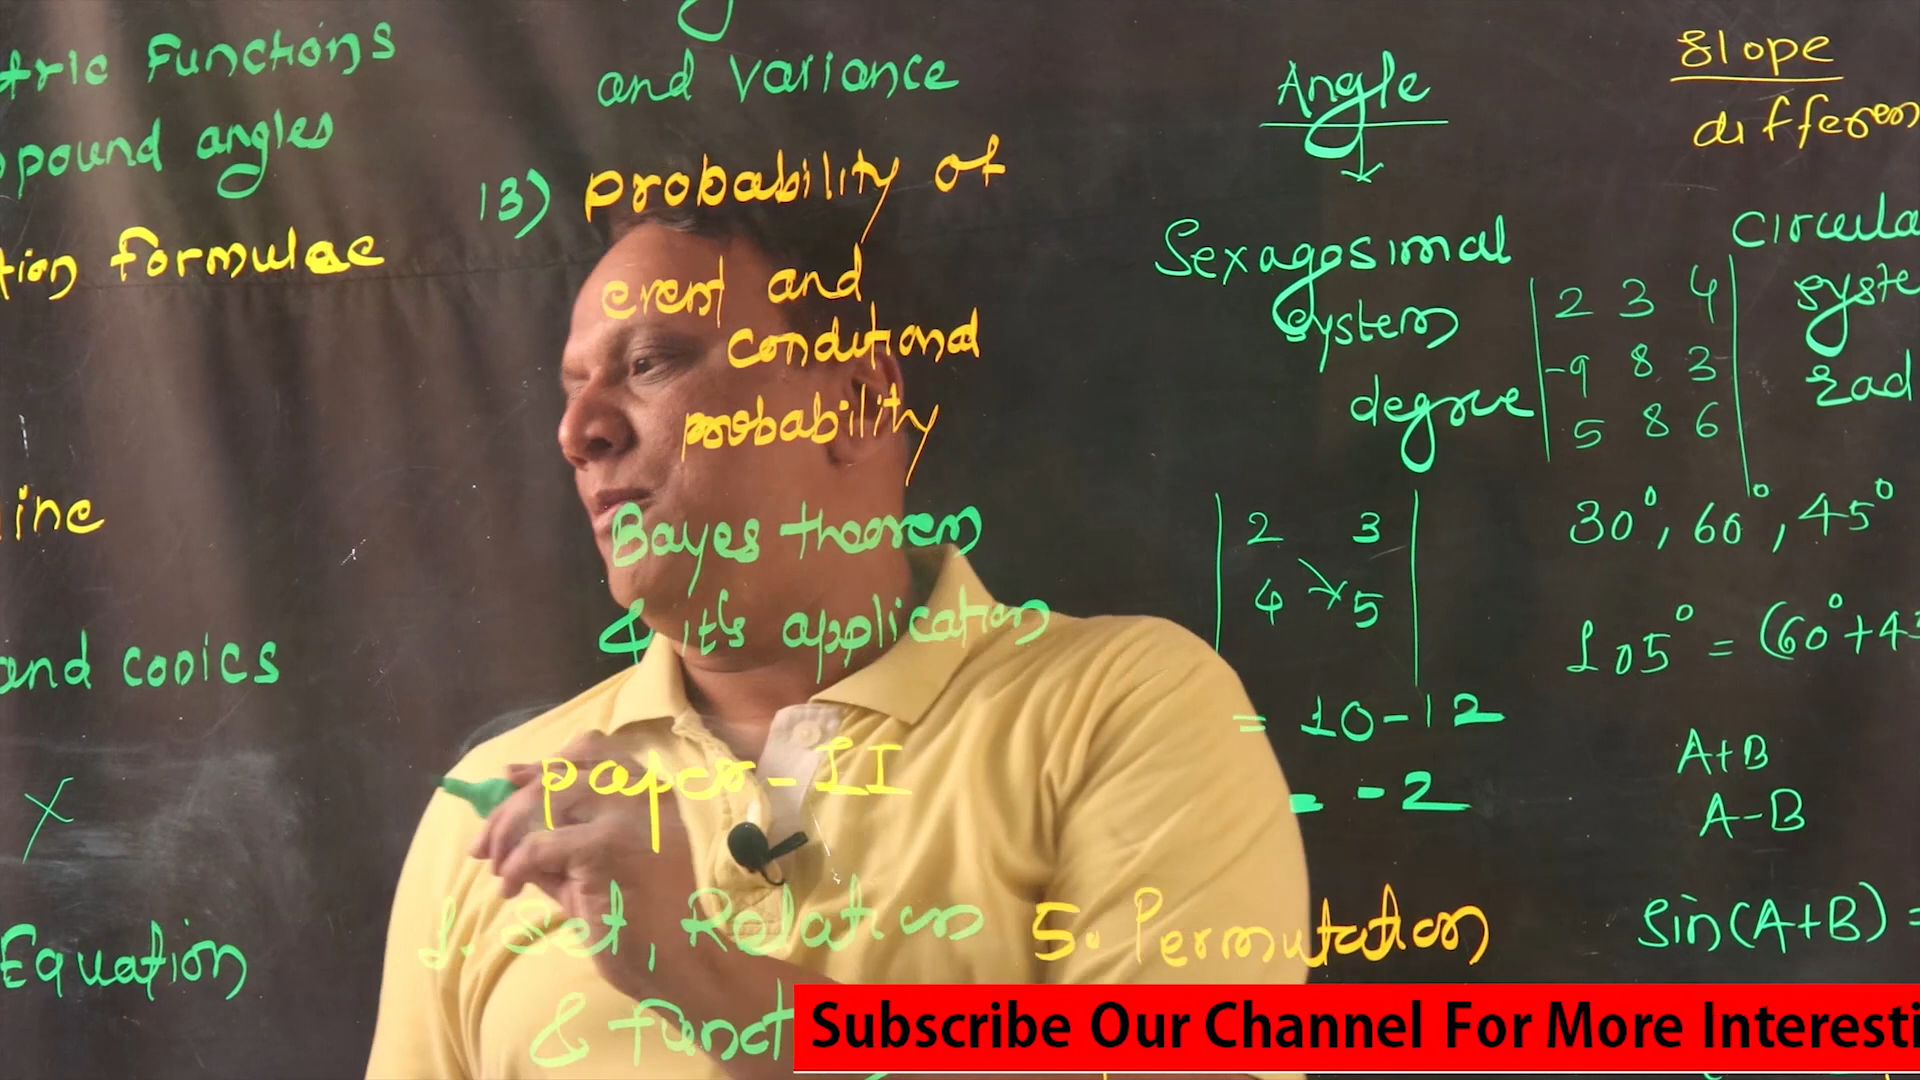 tric Functions
pound angles
tion formulae
ine
and conics
X
Equation
and Variance
13) probability of
event and
conditional
probability
Bayes theorem
& it's application
paper-II
1. Set, Relation
& funct
5. Permutation
Angle
Sexagesimal
system
degree
2 3 4
-9 8 3
5 8 6
2 3
4 5
= 10-12
= -2
Slope
differen
Circula
syste
rad
30°, 60°, 45°
105° = (60°+45
A+B
A-B
Sin(A+B) =
Subscribe Our Channel For More Interesti